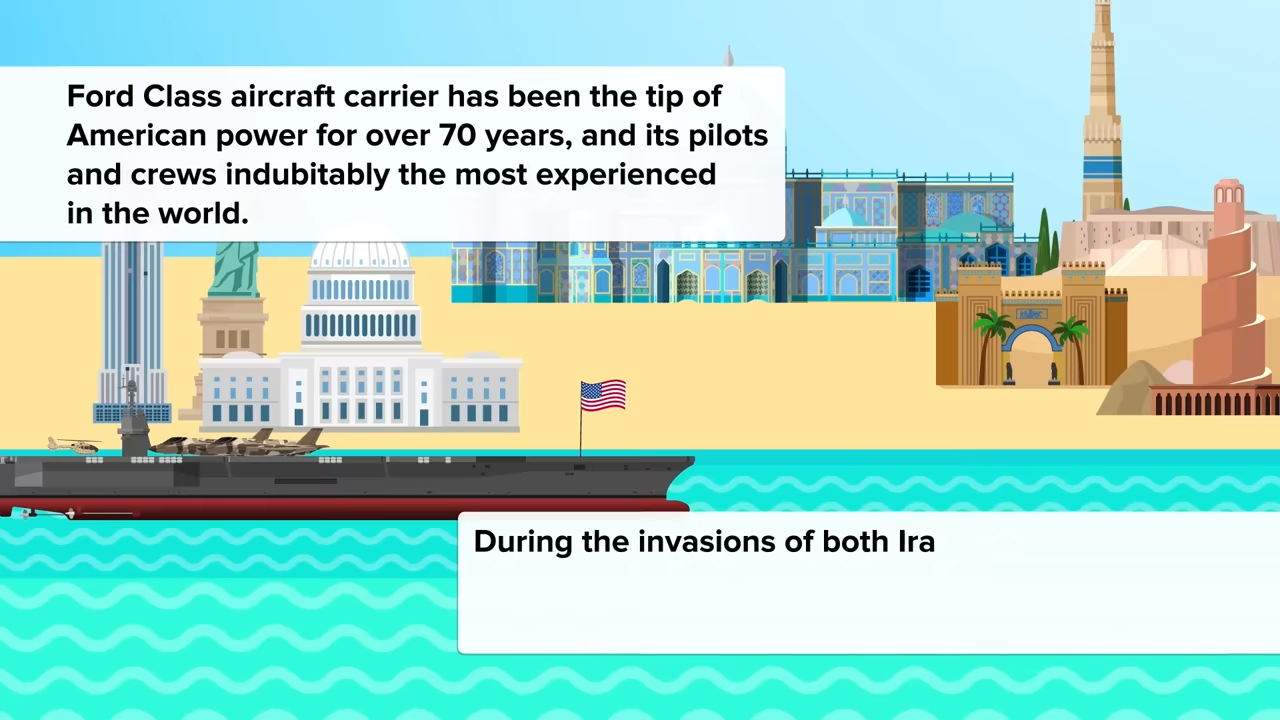 Ford Class aircraft carrier has been the tip of
American power for over 70 years, and its pilots
and crews indubitably the most experienced
in the world.
During the invasions of both Ira